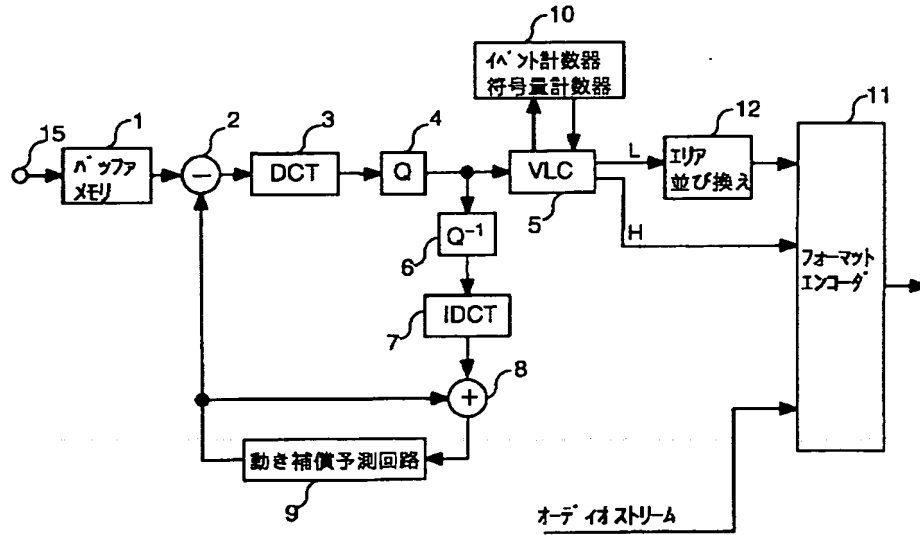 10
イベント計数器
符号量計数器
15
1
バッファ
メモリ
2
−
3
DCT
4
Q
VLC
5
L
H
12
エリア
並び換え
11
フォーマット
エンコーダ
Q⁻¹
6
IDCT
7
+
8
動き補償予測回路
9
オーディオストリーム